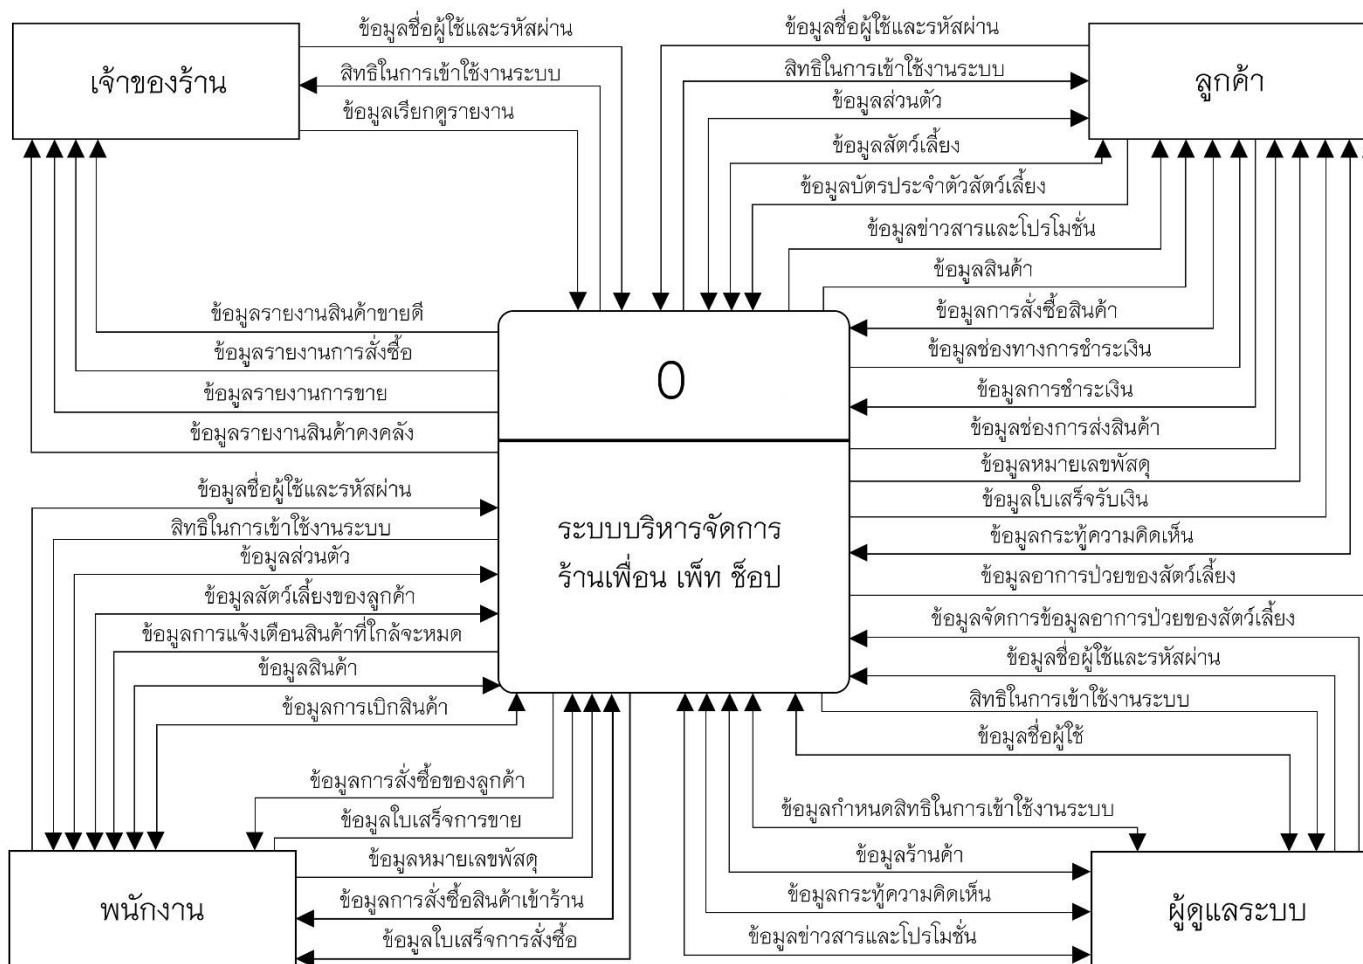 เจ้าของร้าน
ข้อมูลชื่อผู้ใช้และรหัสผ่าน
สิทธิในการเข้าใช้งานระบบ
ข้อมูลเรียกดูรายงาน
ข้อมูลชื่อผู้ใช้และรหัสผ่าน
สิทธิในการเข้าใช้งานระบบ
ข้อมูลส่วนตัว
ข้อมูลสัตว์เลี้ยง
ข้อมูลบัตรประจำตัวสัตว์เลี้ยง
ข้อมูลข่าวสารและโปรโมชั่น
ข้อมูลสินค้า
ข้อมูลการสั่งซื้อสินค้า
ข้อมูลช่องทางการชำระเงิน
ข้อมูลการชำระเงิน
ข้อมูลช่องการส่งสินค้า
ข้อมูลหมายเลขพัสดุ
ข้อมูลใบเสร็จรับเงิน
ข้อมูลกระทู้ความคิดเห็น
ข้อมูลอาการป่วยของสัตว์เลี้ยง
ลูกค้า
ข้อมูลรายงานสินค้าขายดี
ข้อมูลรายงานการสั่งซื้อ
ข้อมูลรายงานการขาย
ข้อมูลรายงานสินค้าคงคลัง
0
ระบบบริหารจัดการ
ร้านเพื่อน เพ็ท ช็อป
ข้อมูลชื่อผู้ใช้และรหัสผ่าน
สิทธิในการเข้าใช้งานระบบ
ข้อมูลส่วนตัว
ข้อมูลสัตว์เลี้ยงของลูกค้า
ข้อมูลการแจ้งเตือนสินค้าที่ใกล้จะหมด
ข้อมูลสินค้า
ข้อมูลการเบิกสินค้า
ข้อมูลการสั่งซื้อของลูกค้า
ข้อมูลใบเสร็จการขาย
ข้อมูลหมายเลขพัสดุ
ข้อมูลการสั่งซื้อสินค้าเข้าร้าน
ข้อมูลใบเสร็จการสั่งซื้อ
พนักงาน
ข้อมูลจัดการข้อมูลอาการป่วยของสัตว์เลี้ยง
ข้อมูลชื่อผู้ใช้และรหัสผ่าน
สิทธิในการเข้าใช้งานระบบ
ข้อมูลชื่อผู้ใช้
ข้อมูลกำหนดสิทธิในการเข้าใช้งานระบบ
ข้อมูลร้านค้า
ข้อมูลกระทู้ความคิดเห็น
ข้อมูลข่าวสารและโปรโมชั่น
ผู้ดูแลระบบ